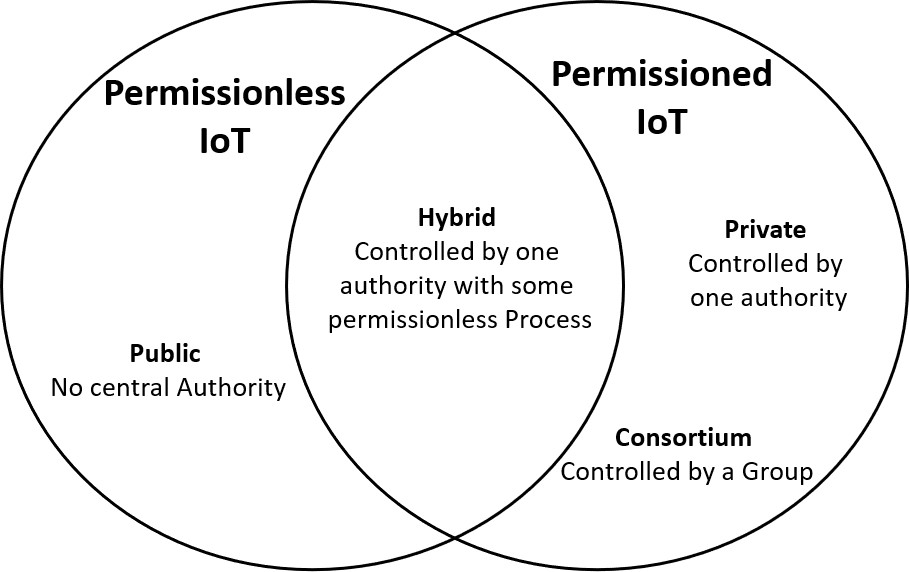 Permissionless
IoT
Permissioned
IoT
Hybrid
Controlled by one
authority with some
permissionless Process
Private
Controlled by
one authority
Public
No central Authority
Consortium
Controlled by a Group